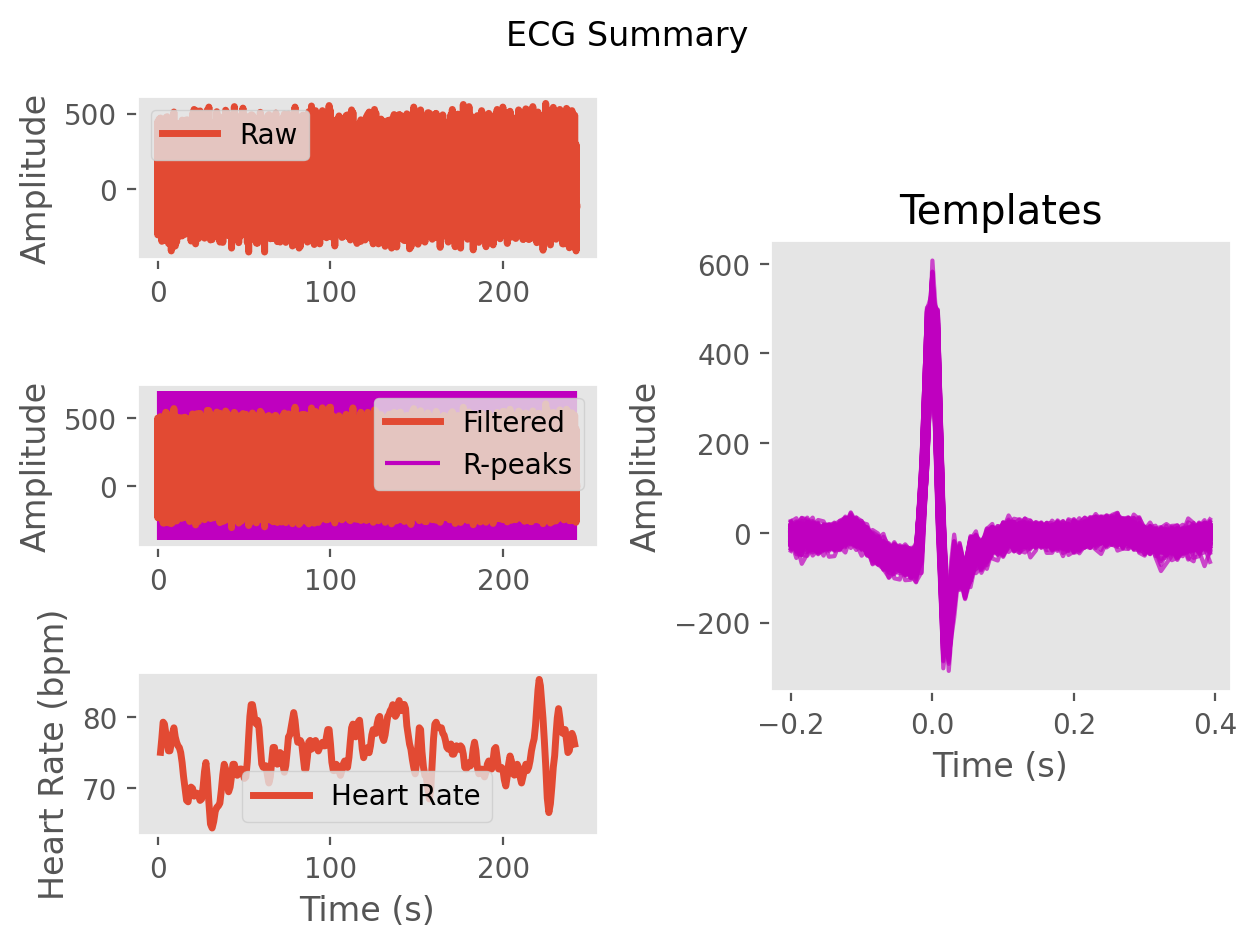 ECG Summary
Amplitude
500
0
Raw
0 100 200
Amplitude
500
0
Filtered
R-peaks
0 100 200
Heart Rate (bpm)
80
70
Heart Rate
0 100 200
Time (s)
Templates
Amplitude
600
400
200
0
−200
−0.2 0.0 0.2 0.4
Time (s)